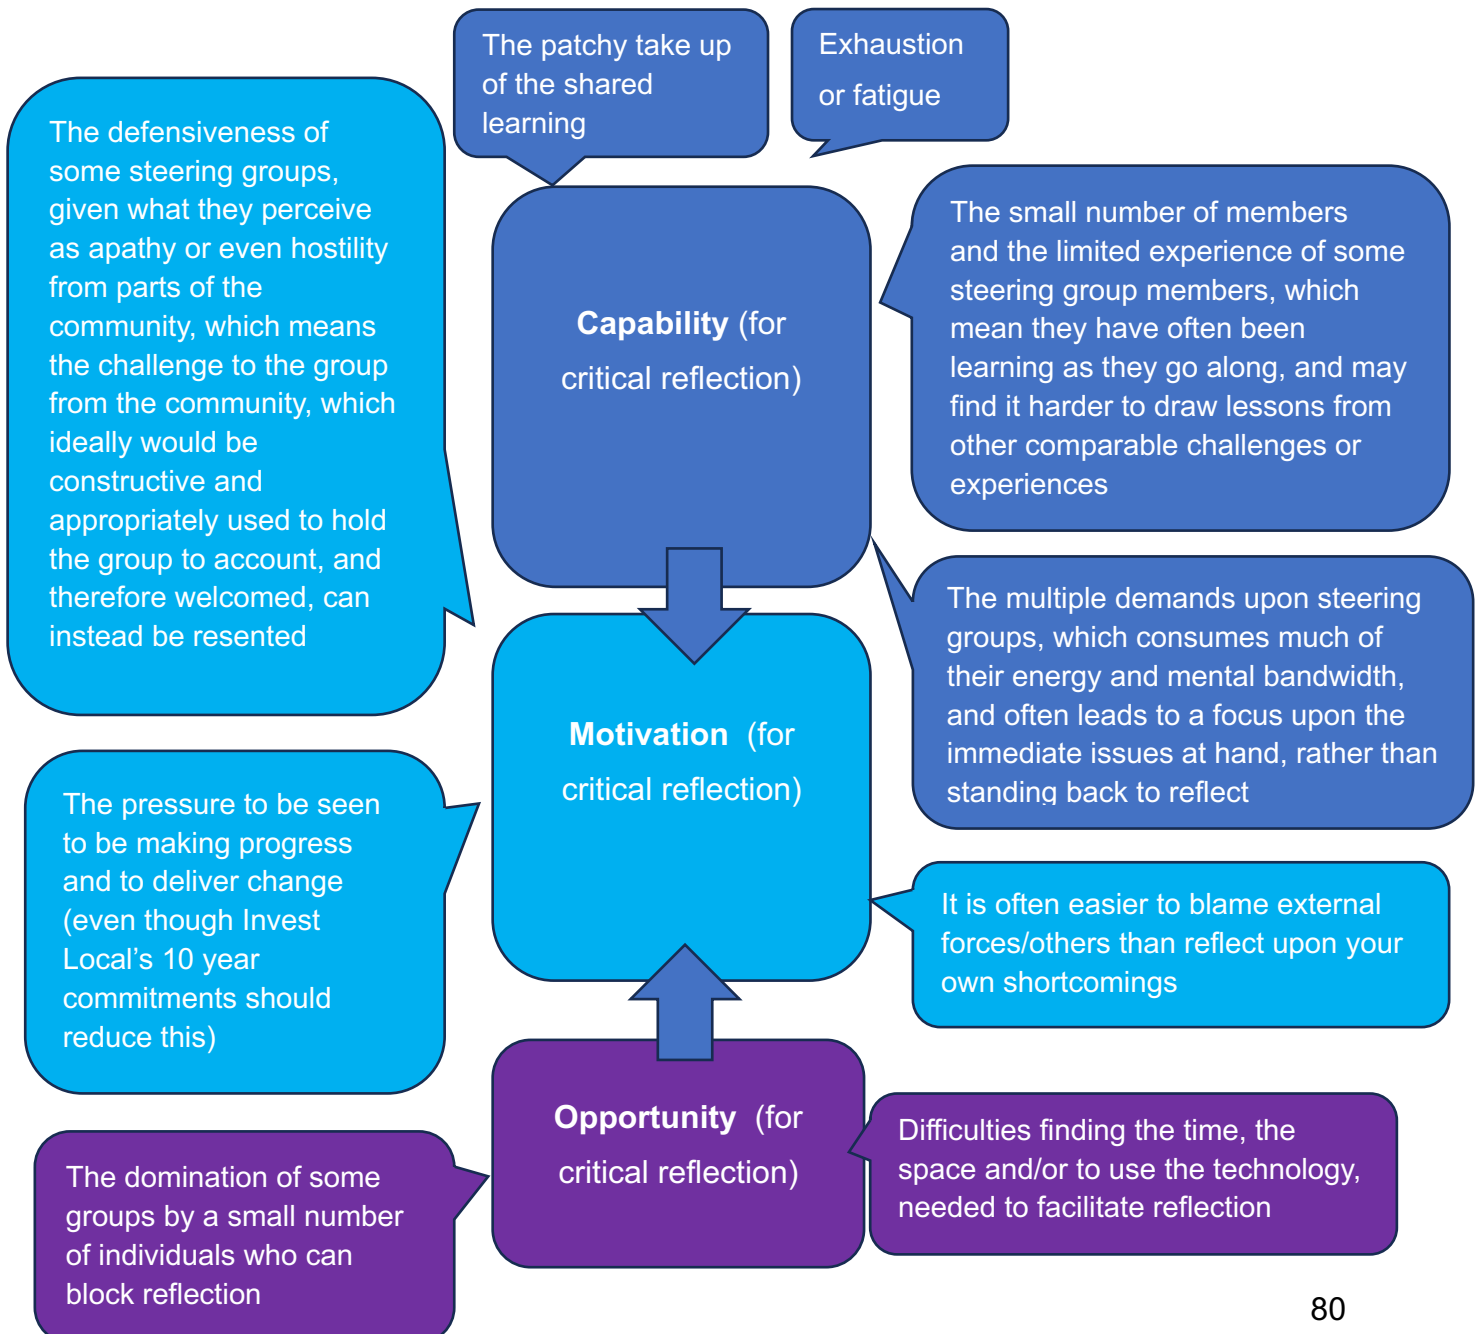 The patchy take up
of the shared
learning
Exhaustion
or fatigue
The defensiveness of
some steering groups,
given what they perceive
as apathy or even hostility
from parts of the
community, which means
the challenge to the group
from the community, which
ideally would be
constructive and
appropriately used to hold
the group to account, and
therefore welcomed, can
instead be resented
Capability (for
critical reflection)
The small number of members
and the limited experience of some
steering group members, which
mean they have often been
learning as they go along, and may
find it harder to draw lessons from
other comparable challenges or
experiences
The multiple demands upon steering
groups, which consumes much of
their energy and mental bandwidth,
and often leads to a focus upon the
immediate issues at hand, rather than
standing back to reflect
Motivation (for
critical reflection)
The pressure to be seen
to be making progress
and to deliver change
(even though Invest
Local's 10 year
commitments should
reduce this)
It is often easier to blame external
forces/others than reflect upon your
own shortcomings
Opportunity (for
critical reflection)
Difficulties finding the time, the
space and/or to use the technology,
needed to facilitate reflection
The domination of some
groups by a small number
of individuals who can
block reflection
80